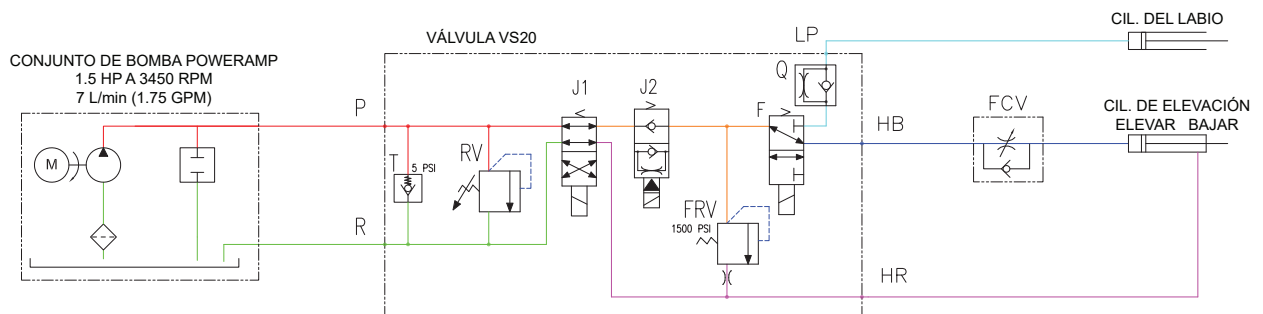 CIL. DEL LABIO
VÁLVULA VS20
LP
CONJUNTO DE BOMBA POWERAMP
1.5 HP A 3450 RPM
7 L/min (1.75 GPM)
Q
J1
J2
F
P
HB
FCV
CIL. DE ELEVACIÓN
ELEVAR BAJAR
M
T
5 PSI
RV
FRV
1500 PSI
R
HR